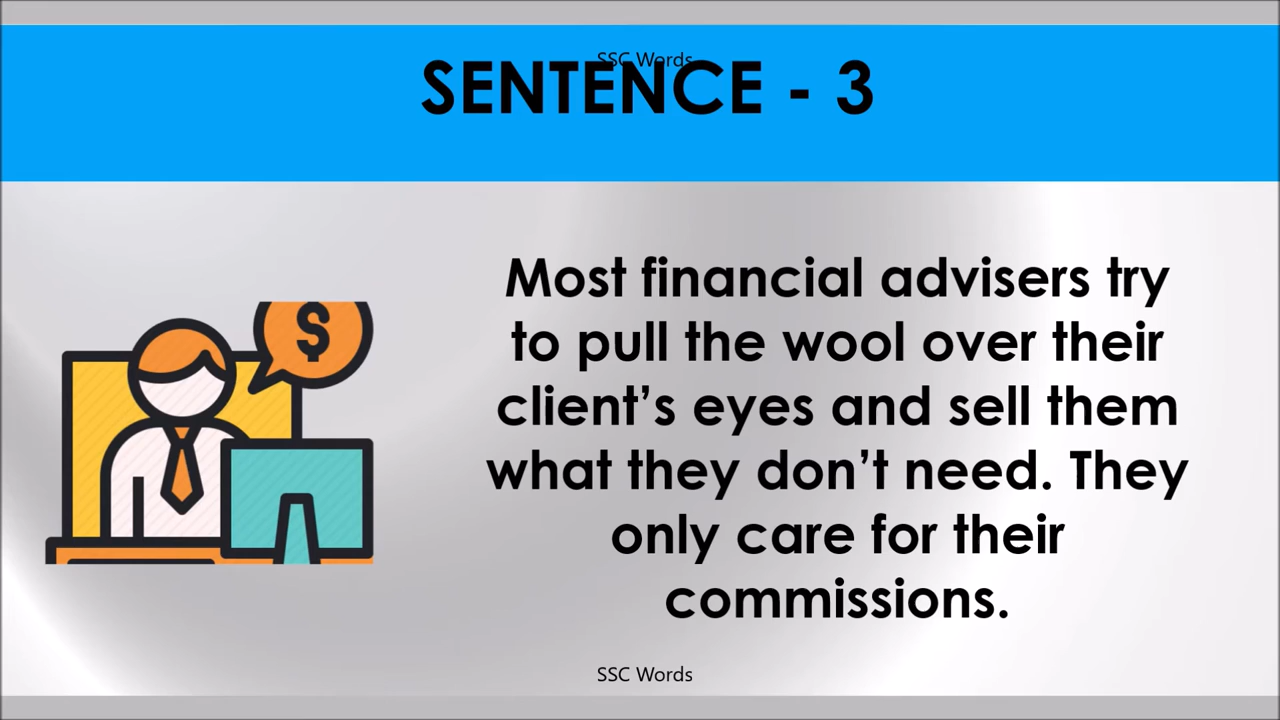 SSC Words
SENTENCE - 3
$
Most financial advisers try
to pull the wool over their
client’s eyes and sell them
what they don’t need. They
only care for their
commissions.
SSC Words